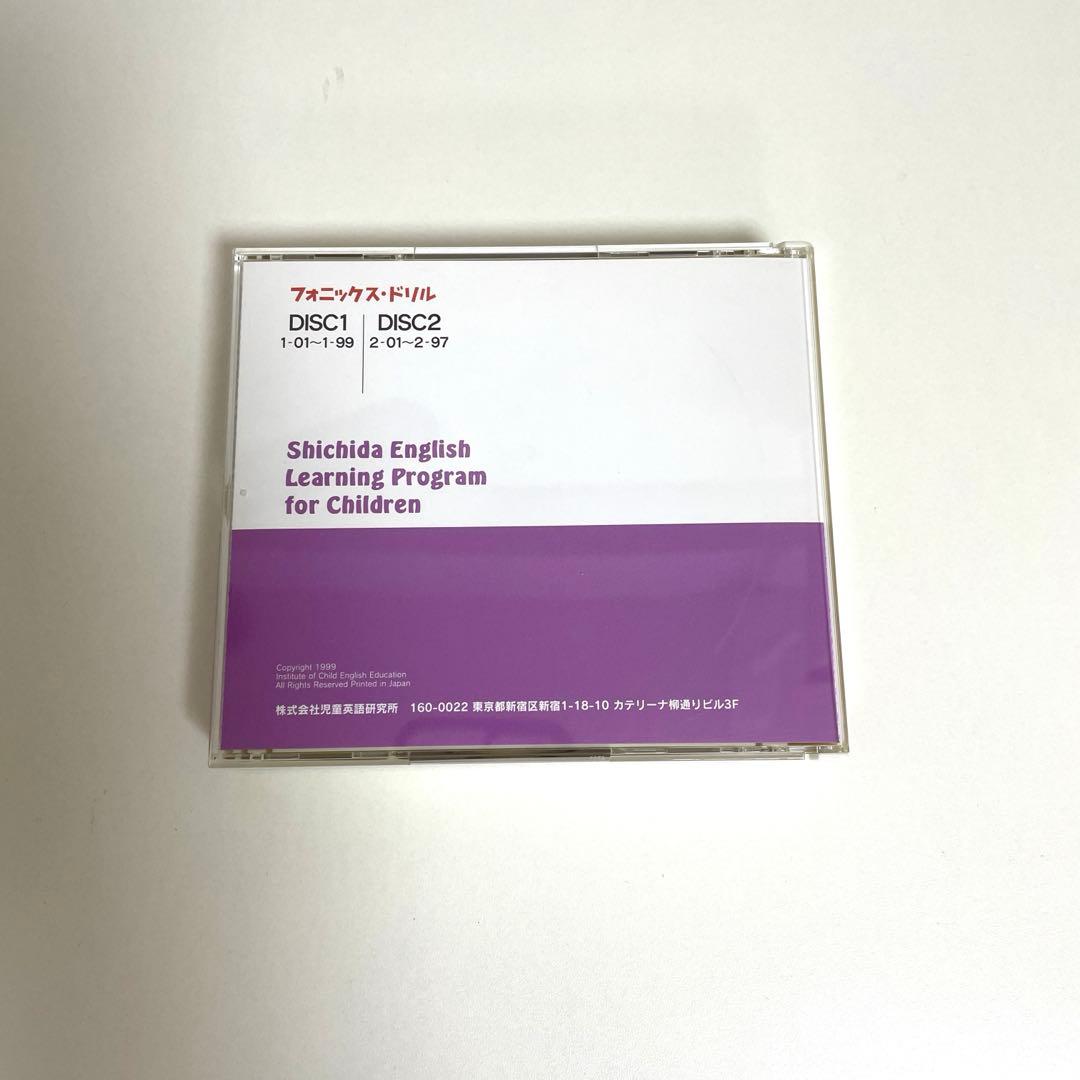 フォニックス・ドリル
DISC1 DISC2
1-01～1-99 2-01～2-97
Shichida English
Learning Program
for Children
Copyright 1999
Institute of Child English Education
All Rights Reserved Printed in Japan
株式会社児童英語研究所 160-0022 東京都新宿区新宿1-18-10 カテリーナ柳通りビル3F